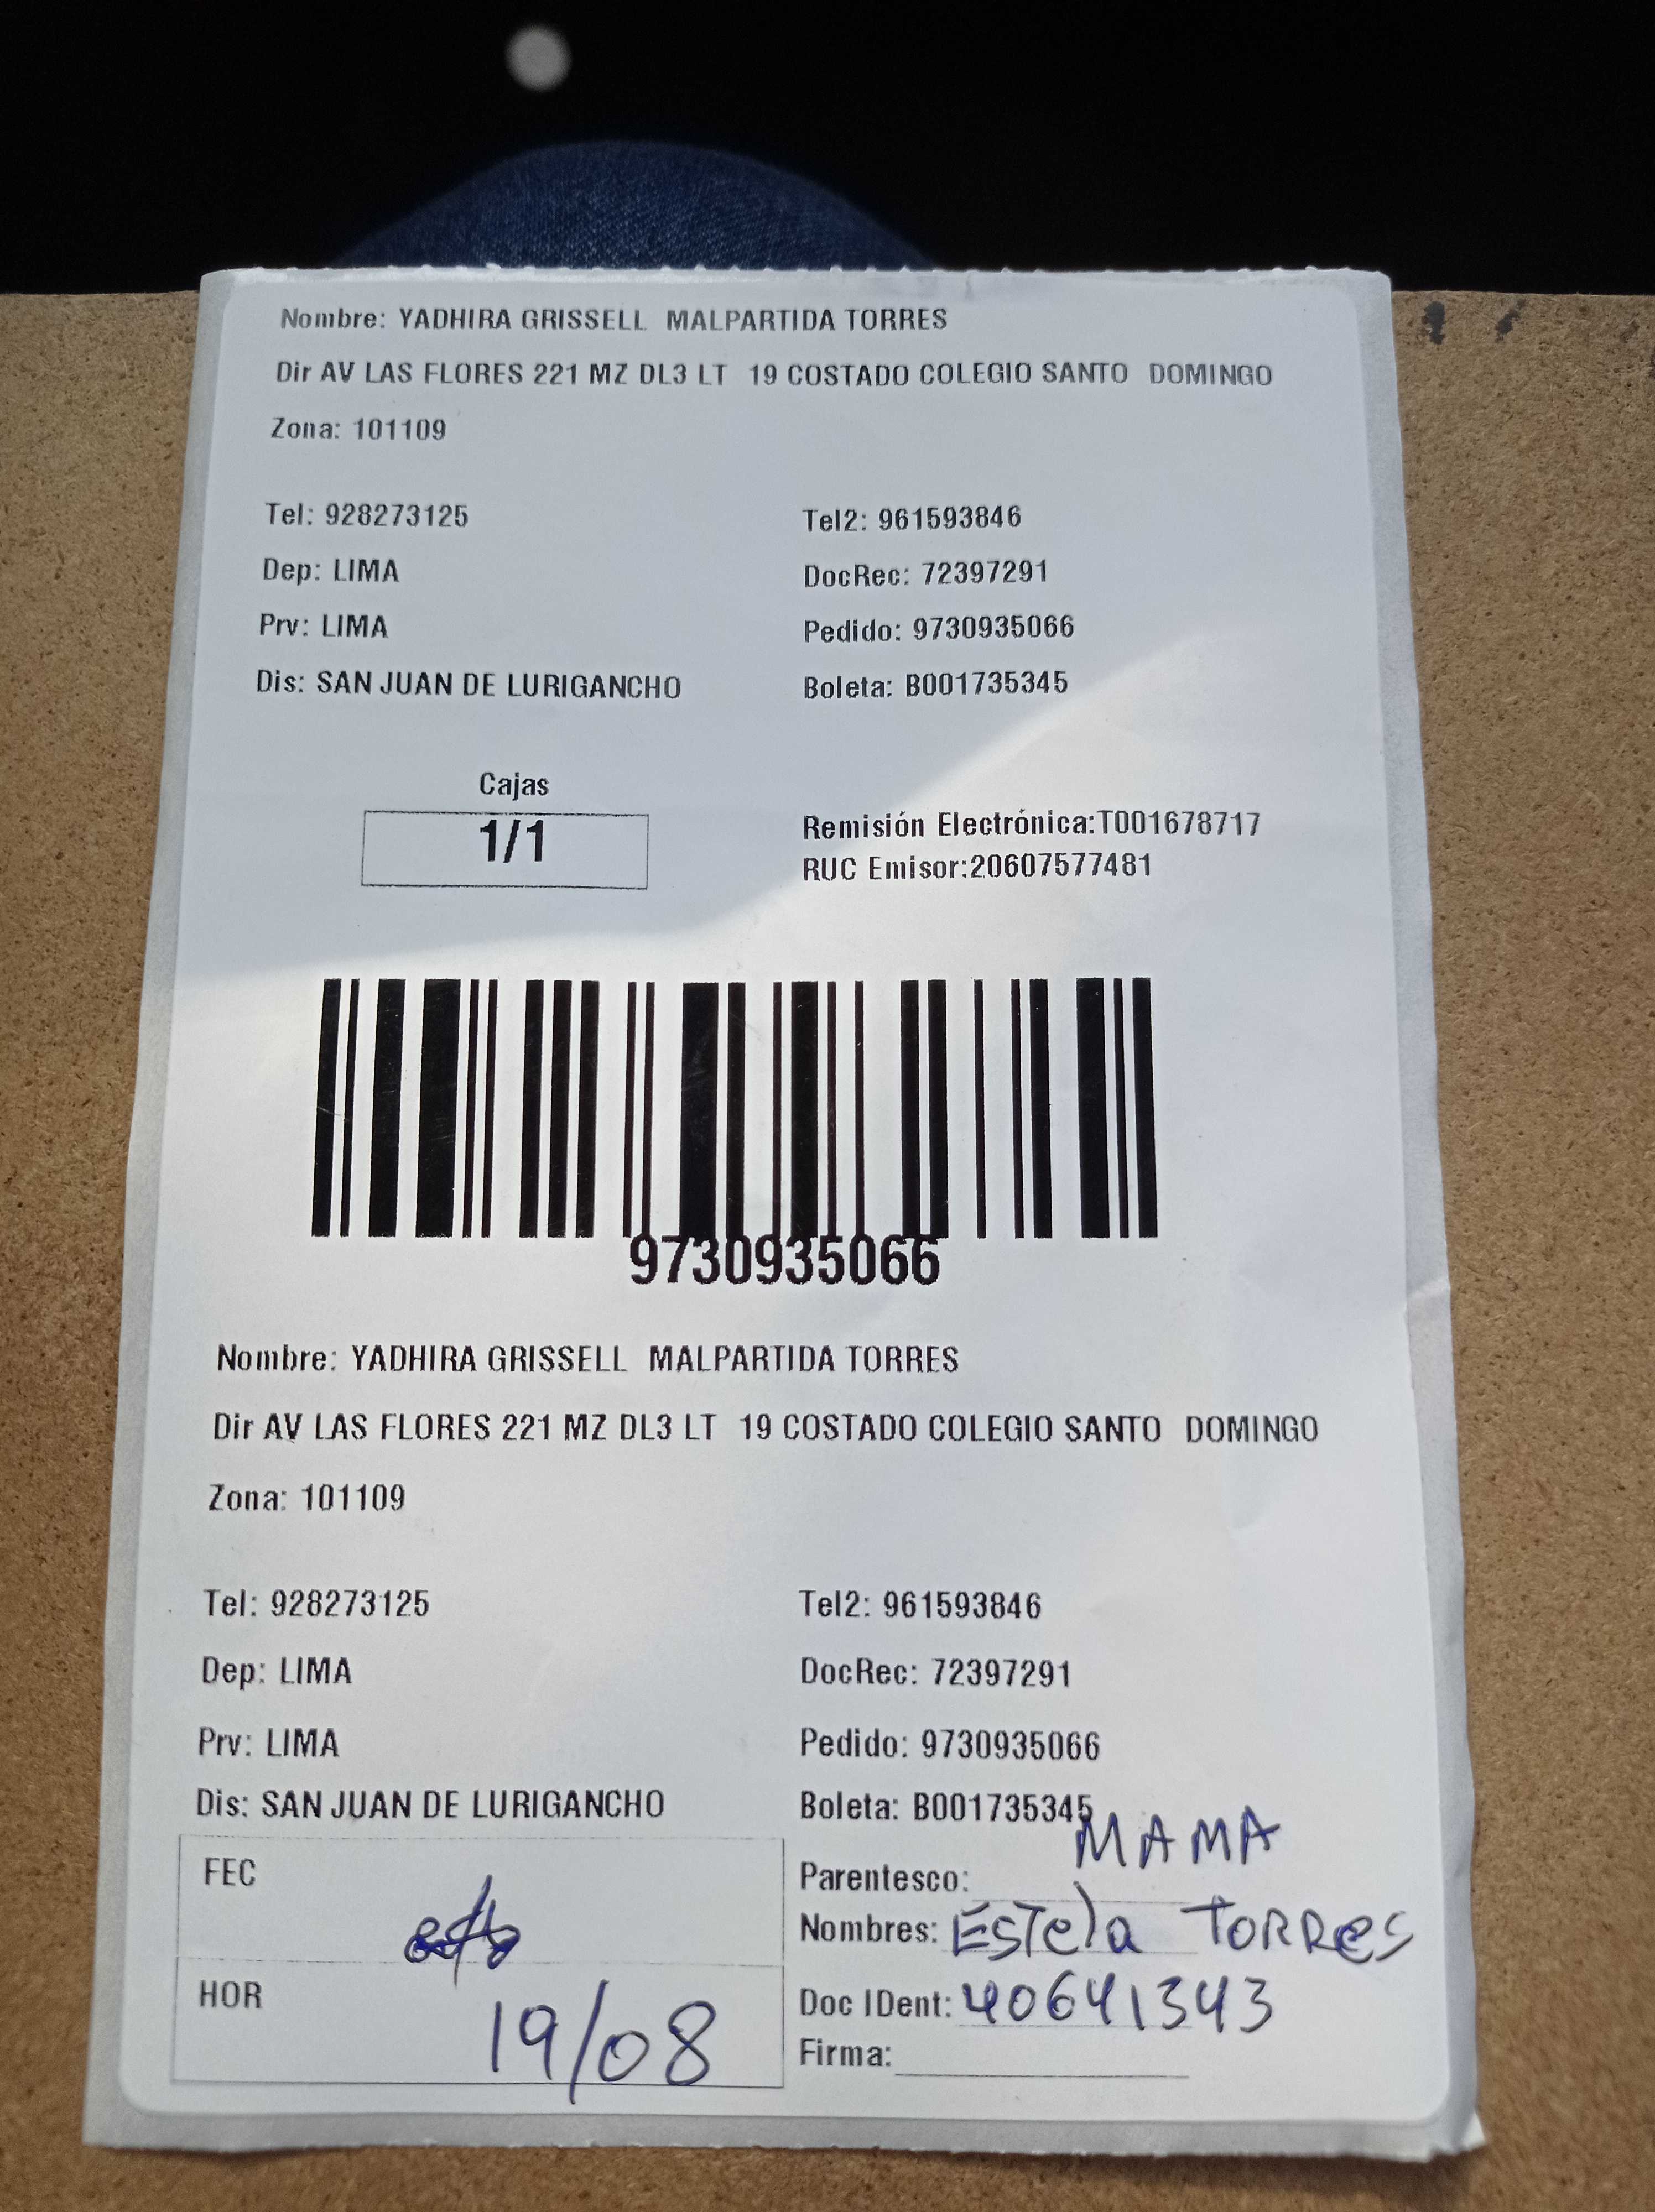 Nombre: YADHIRA GRISSELL MALPARTIDA TORRES
Dir AV LAS FLORES 221 MZ DL3 LT 19 COSTADO COLEGIO SANTO DOMINGO
Zona: 101109
Tel: 928273125 Tel2: 961593846
Dep: LIMA DocRec: 72397291
Prv: LIMA Pedido: 9730935066
Dis: SAN JUAN DE LURIGANCHO Boleta: B001735345
Cajas
1/1
Remisión Electrónica:T001678717
RUC Emisor:20607577481
9730935066
Nombre: YADHIRA GRISSELL MALPARTIDA TORRES
Dir AV LAS FLORES 221 MZ DL3 LT 19 COSTADO COLEGIO SANTO DOMINGO
Zona: 101109
Tel: 928273125 Tel2: 961593846
Dep: LIMA DocRec: 72397291
Prv: LIMA Pedido: 9730935066
Dis: SAN JUAN DE LURIGANCHO Boleta: B001735345
FEC
HOR 19/08
Parentesco: MAMA
Nombres: Estela TORRES
Doc IDent: 40641343
Firma: